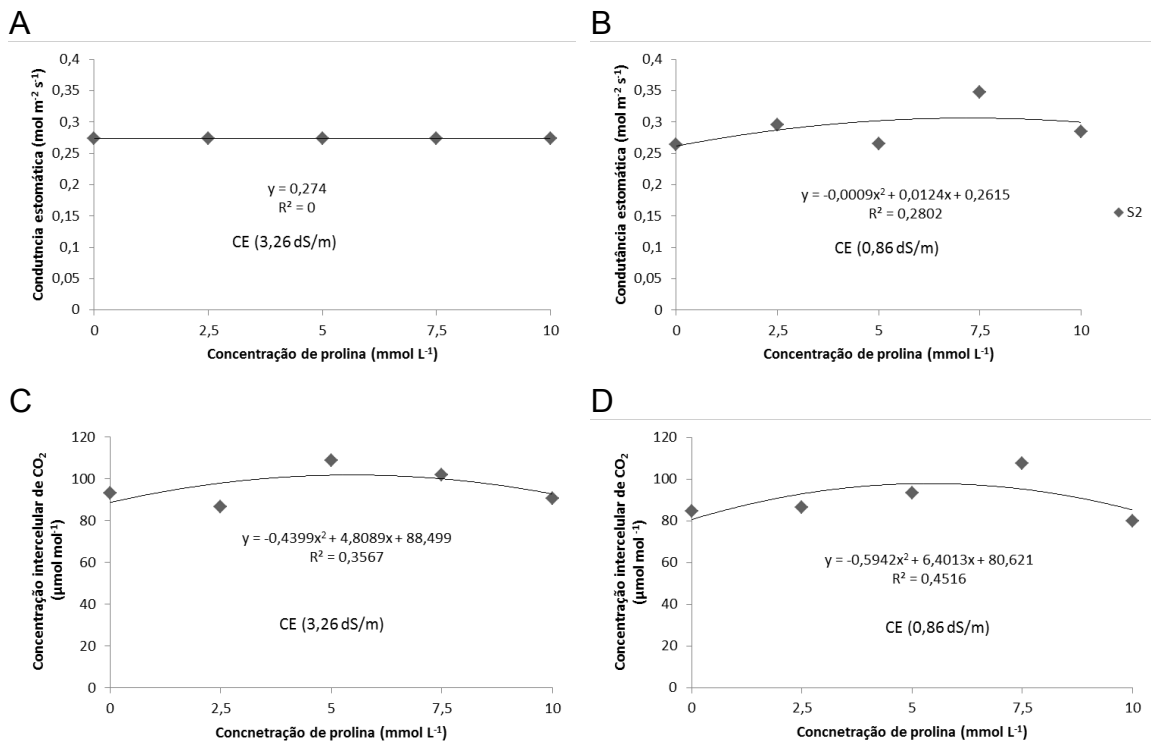 A
Condutncia estomática (mol m⁻² s⁻¹)
0,4
0,35
0,3
0,25
0,2
0,15
0,1
0,05
0
y = 0,274
R² = 0
CE (3,26 dS/m)
0 2,5 5 7,5 10
Concentração de prolina (mmol L⁻¹)
B
Condutância estomática (mol m⁻² s⁻¹)
0,4
0,35
0,3
0,25
0,2
0,15
0,1
0,05
0
y = -0,0009x² + 0,0124x + 0,2615
R² = 0,2802
CE (0,86 dS/m)
S2
0 2,5 5 7,5 10
Concentração de prolina (mmol L⁻¹)
C
Concentração intercelular de CO₂
(µmol mol⁻¹)
120
100
80
60
40
20
0
y = -0,4399x² + 4,8089x + 88,499
R² = 0,3567
CE (3,26 dS/m)
0 2,5 5 7,5 10
Concnetração de prolina (mmol L⁻¹)
D
Concentração intercelular de CO₂
(µmol mol⁻¹)
120
100
80
60
40
20
0
y = -0,5942x² + 6,4013x + 80,621
R² = 0,4516
CE (0,86 dS/m)
0 2,5 5 7,5 10
Concnetração de prolina (mmol L⁻¹)